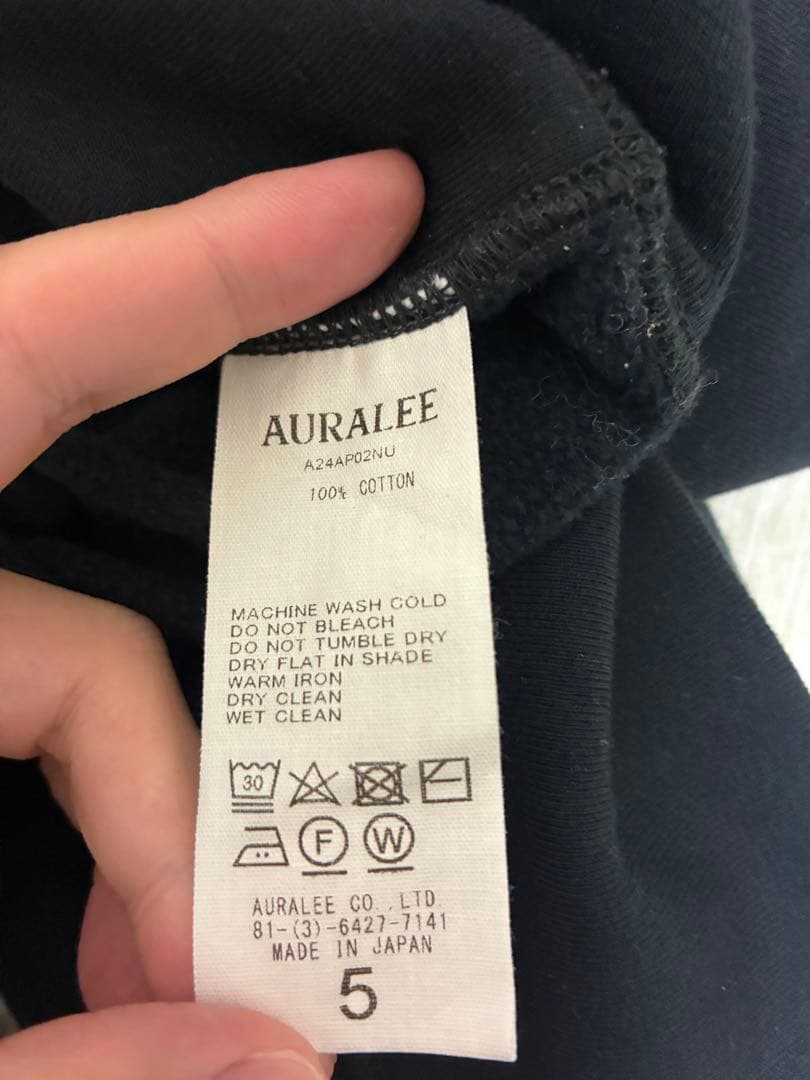 AURALEE
A24AP02NU
100% COTTON
MACHINE WASH COLD
DO NOT BLEACH
DO NOT TUMBLE DRY
DRY FLAT IN SHADE
WARM IRON
DRY CLEAN
WET CLEAN
30
F W
AURALEE CO.,LTD.
81-(3)-6427-7141
MADE IN JAPAN
5